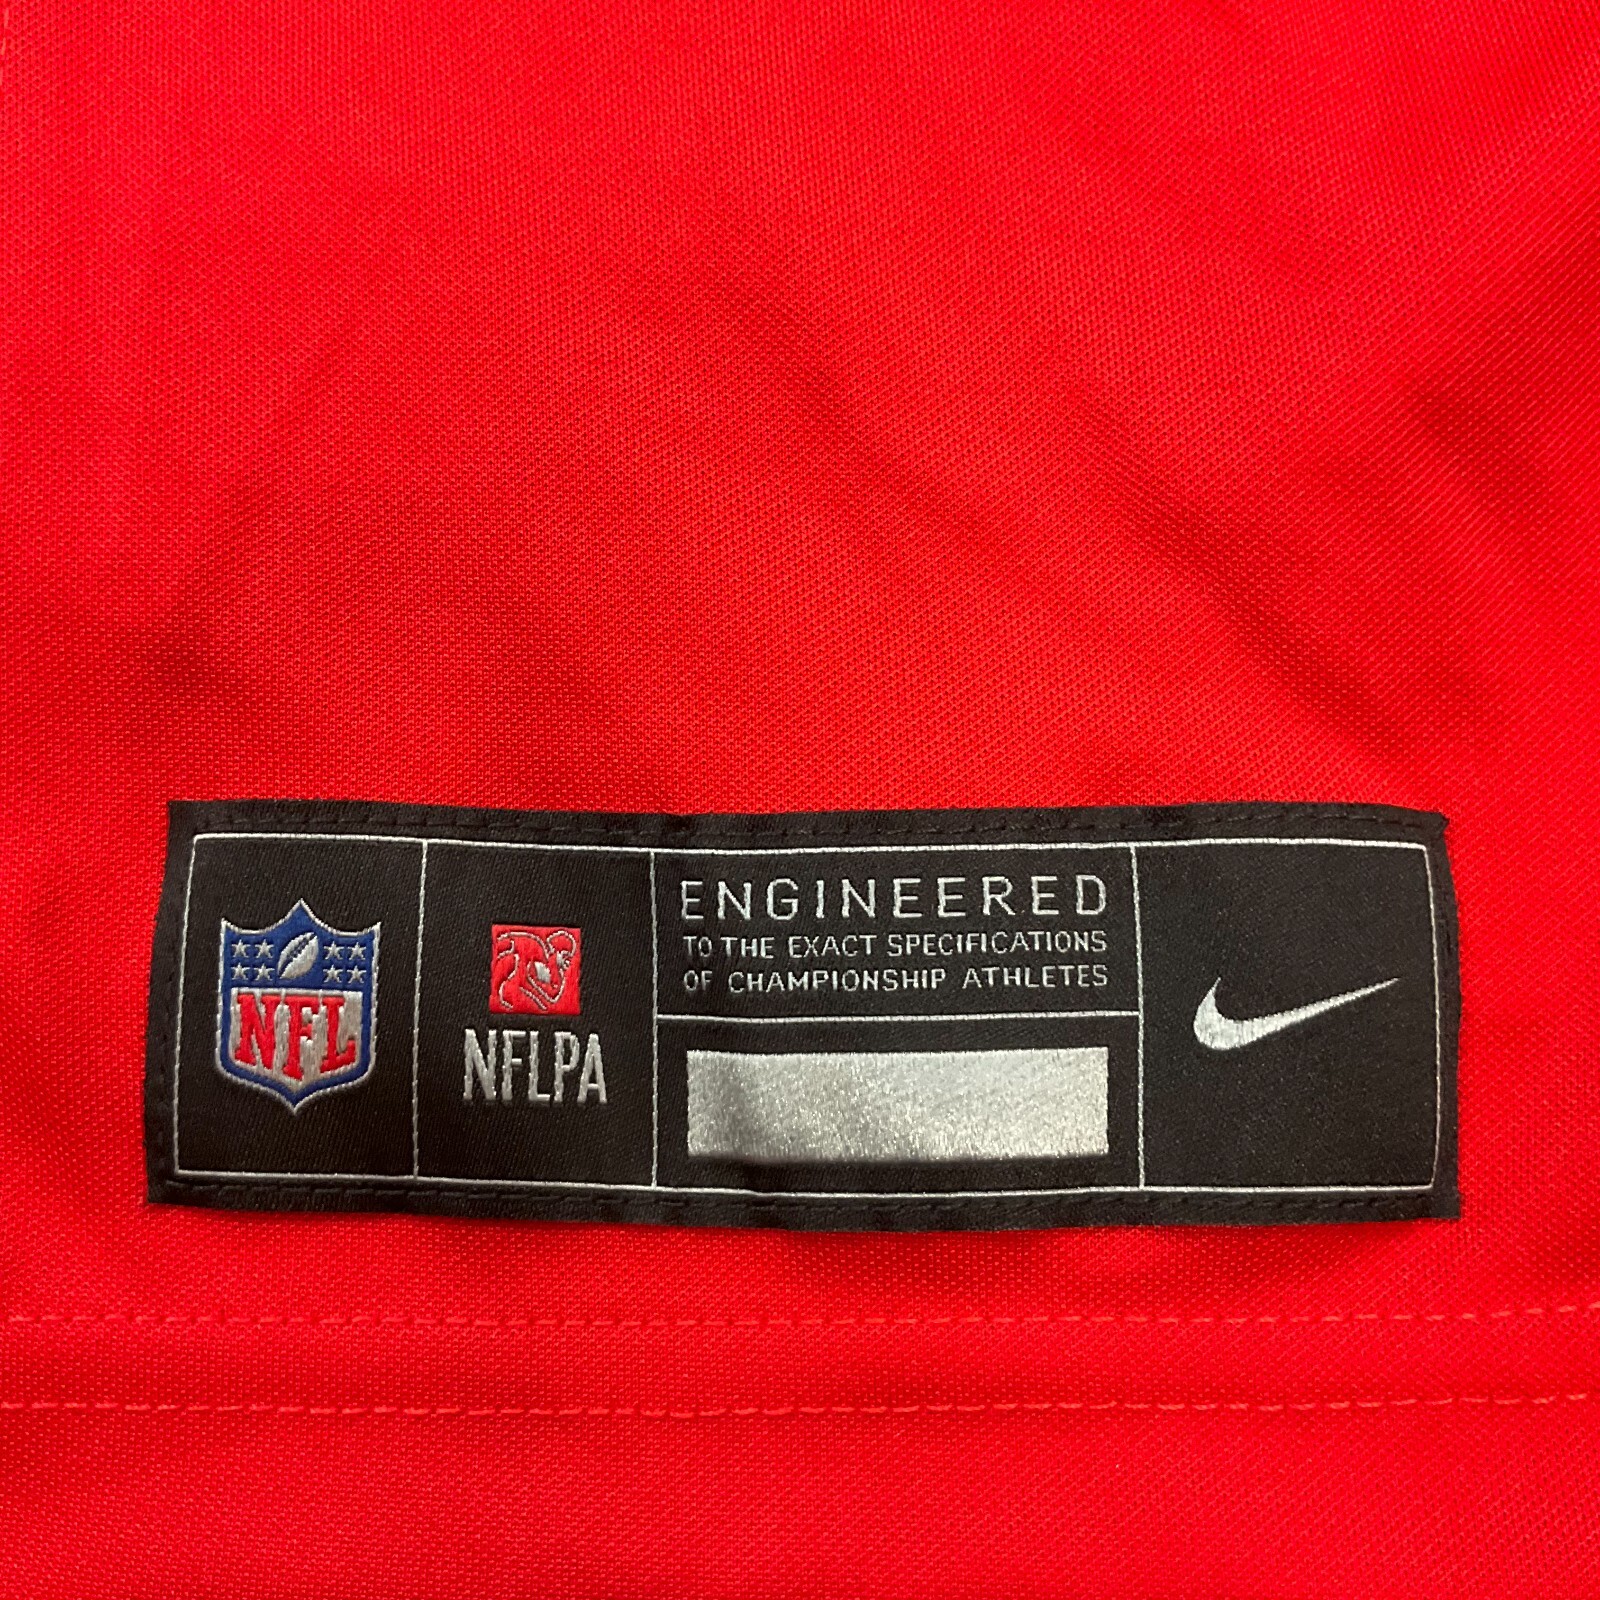 NFL
NFLPA
ENGINEERED
TO THE EXACT SPECIFICATIONS
OF CHAMPIONSHIP ATHLETES